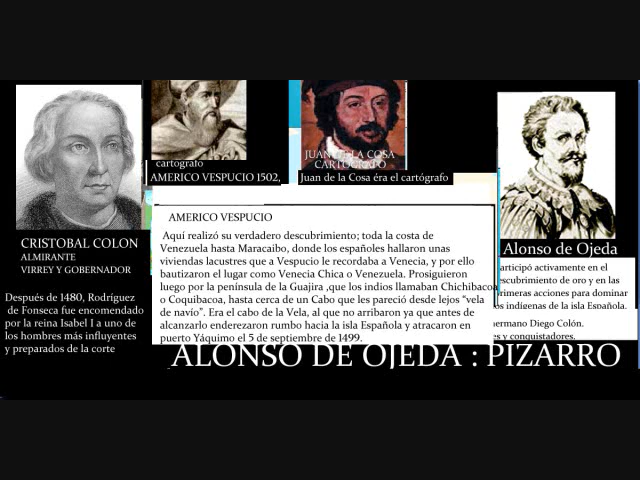 CRISTOBAL COLON
ALMIRANTE
VIRREY Y GOBERNADOR
Después de 1480, Rodríguez
de Fonseca fue encomendado
por la reina Isabel I a uno de
los hombres más influyentes
y preparados de la corte
cartógrafo
AMERICO VESPUCIO 1502,
JUAN DE LA COSA
CARTÓGRAFO
Juan de la Cosa éra el cartógrafo
AMERICO VESPUCIO
Aquí realizó su verdadero descubrimiento; toda la costa de
Venezuela hasta Maracaibo, donde los españoles hallaron unas
viviendas lacustres que a Vespucio le recordaba a Venecia, y por ello
bautizaron el lugar como Venecia Chica o Venezuela. Prosiguieron
luego por la península de la Guajira ,que los indios llamaban Chichibacoa
o Coquibacoa, hasta cerca de un Cabo que les pareció desde lejos “vela
de navío”. Era el cabo de la Vela, al que no arribaron ya que antes de
alcanzarlo enderezaron rumbo hacia la isla Española y atracaron en
puerto Yáquimo el 5 de septiembre de 1499.
Alonso de Ojeda
articipó activamente en el
escubrimiento de oro y en las
primeras acciones para dominar
os indígenas de la isla Española.
hermano Diego Colón.
es y conquistadores.
ALONSO DE OJEDA : PIZARRO